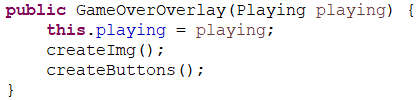 public GameOverOverlay(Playing playing) {
    this.playing = playing;
    createImg();
    createButtons();
}